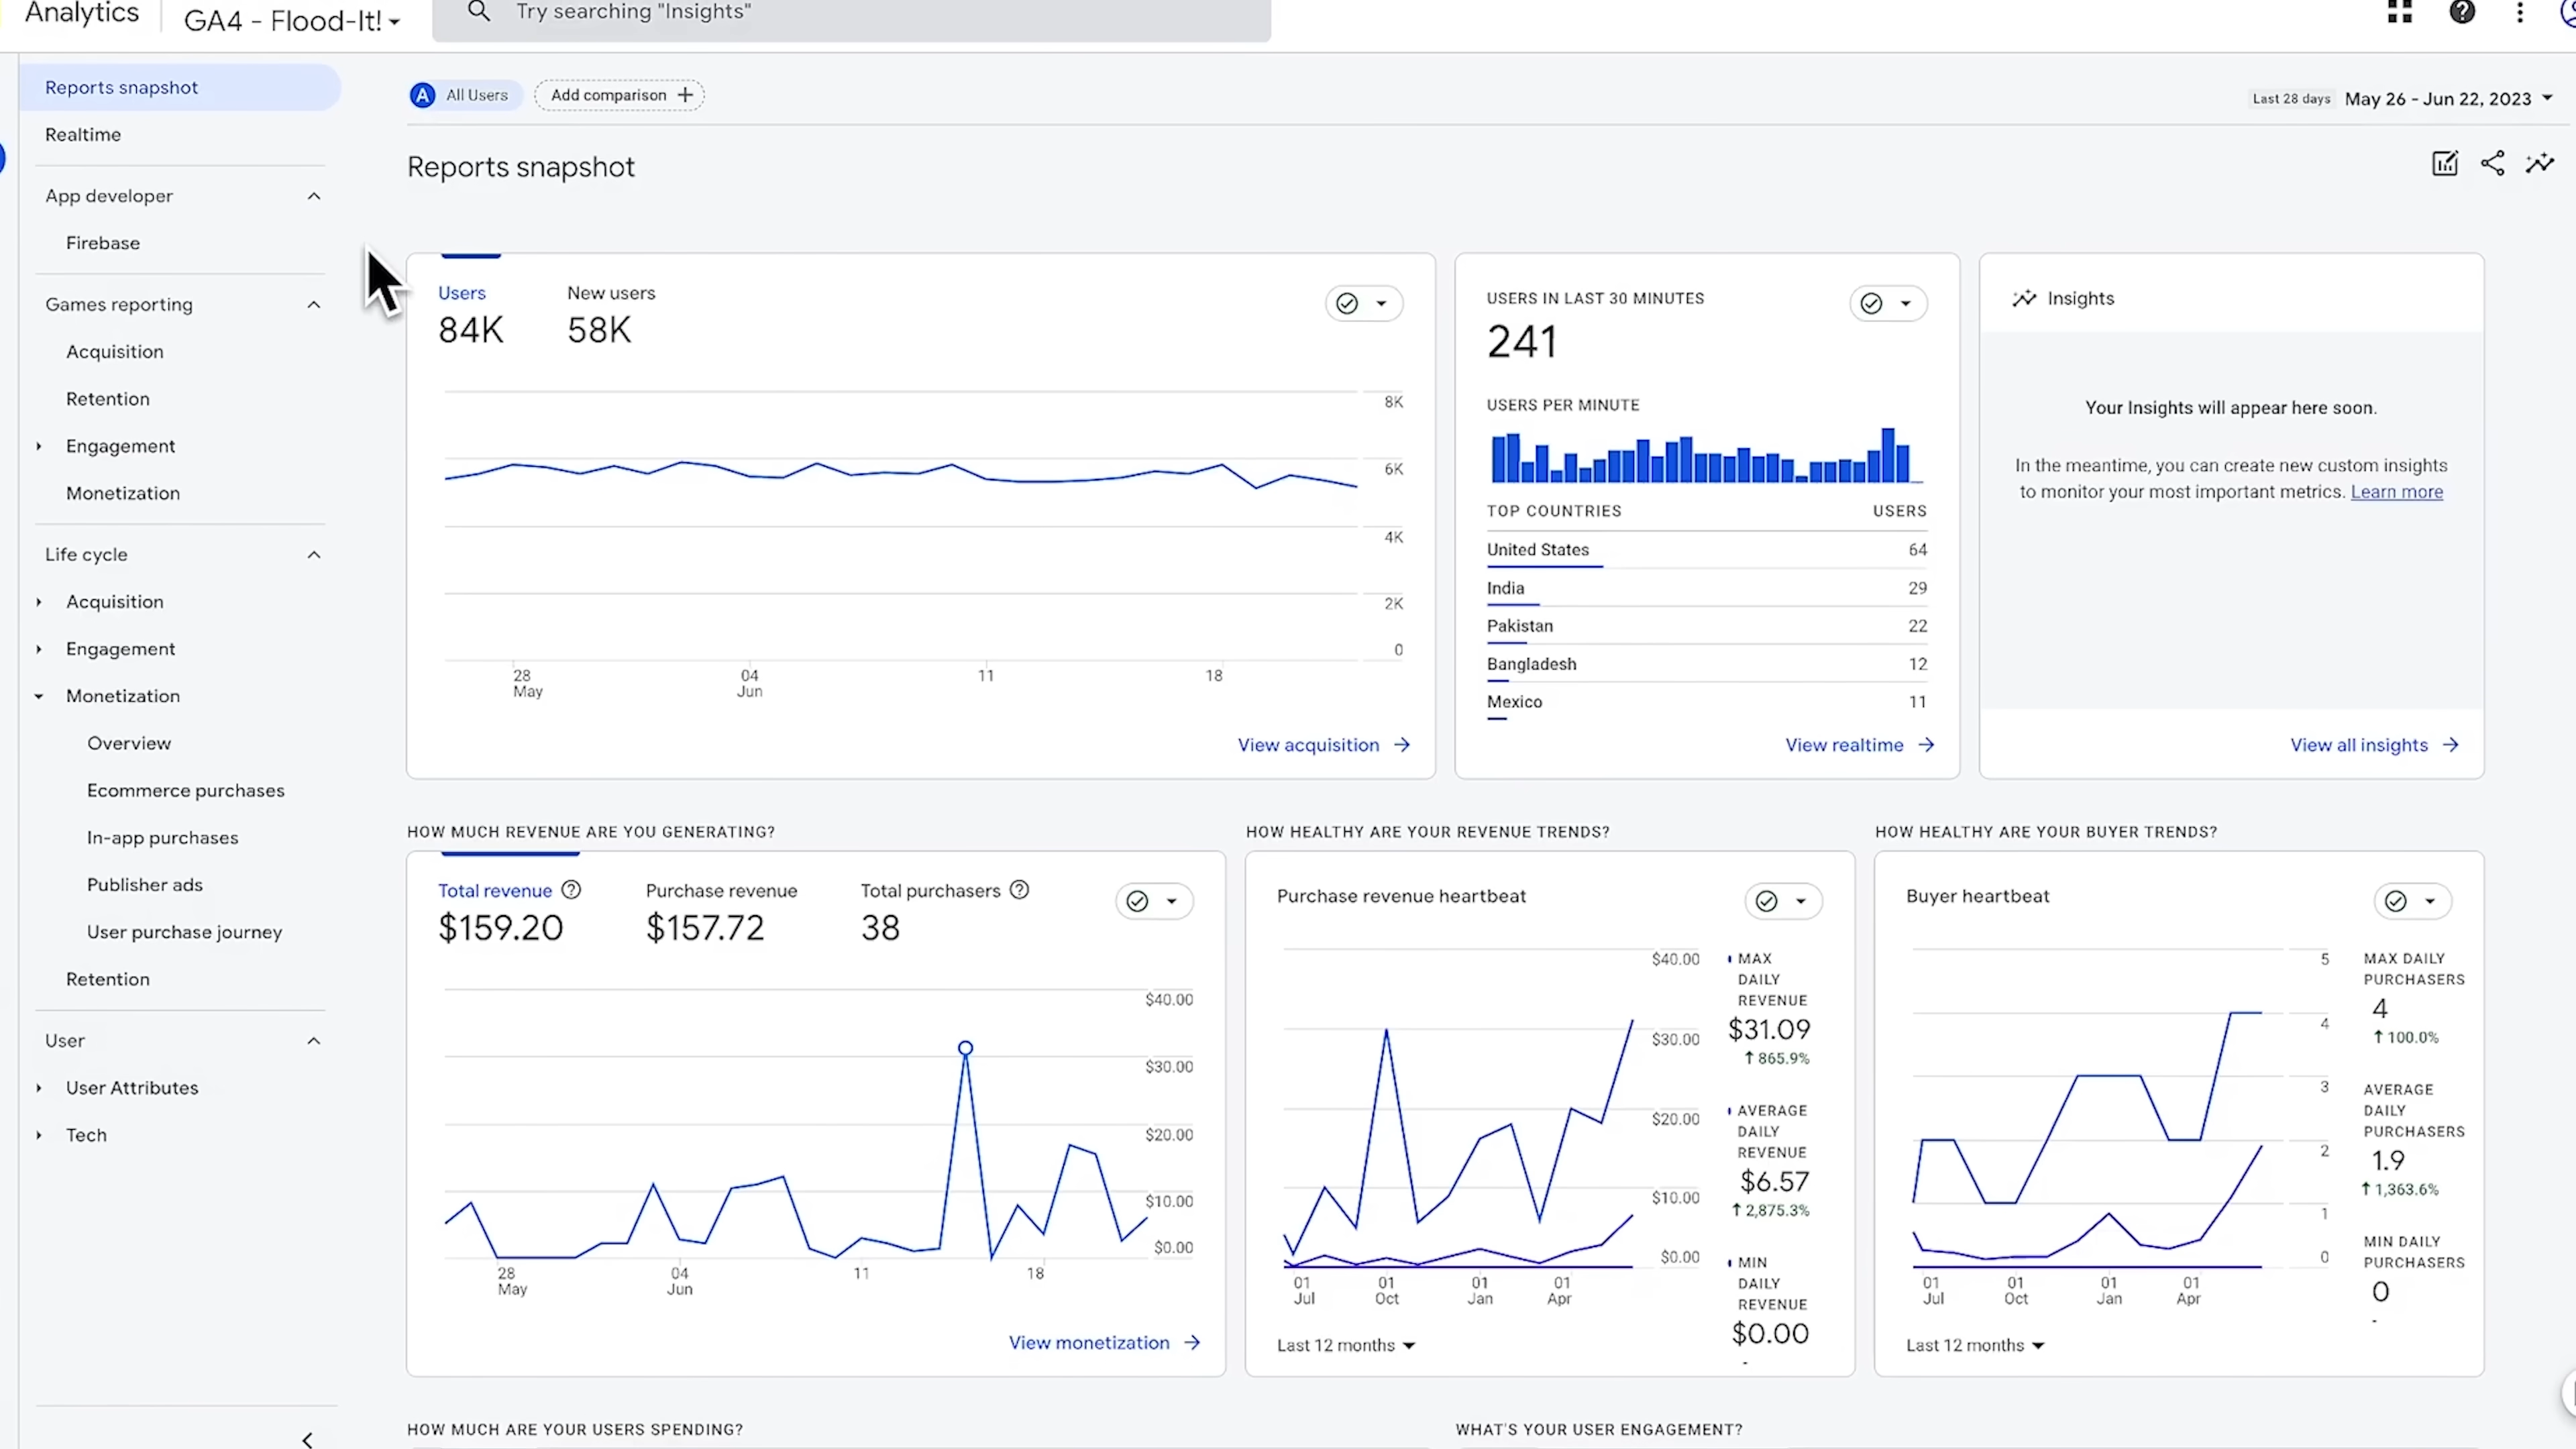 Analytics
GA4 - Flood-It!
Try searching "Insights"
Reports snapshot
Realtime
App developer
Firebase
Games reporting
Acquisition
Retention
Engagement
Monetization
Life cycle
Acquisition
Engagement
Monetization
Overview
Ecommerce purchases
In-app purchases
Publisher ads
User purchase journey
Retention
User
User Attributes
Tech
A All Users
Add comparison +
Last 28 days May 26 - Jun 22, 2023
Reports snapshot
Users
84K
New users
58K
8K
6K
4K
2K
0
28
May
04
Jun
11
18
View acquisition
USERS IN LAST 30 MINUTES
241
USERS PER MINUTE
TOP COUNTRIES USERS
United States 64
India 29
Pakistan 22
Bangladesh 12
Mexico 11
View realtime
Insights
Your Insights will appear here soon.
In the meantime, you can create new custom insights
to monitor your most important metrics. Learn more
View all insights
HOW MUCH REVENUE ARE YOU GENERATING?
Total revenue
$159.20
Purchase revenue
$157.72
Total purchasers
38
$40.00
$30.00
$20.00
$10.00
$0.00
28
May
04
Jun
11
18
View monetization
HOW HEALTHY ARE YOUR REVENUE TRENDS?
Purchase revenue heartbeat
$40.00
$30.00
$20.00
$10.00
$0.00
01
Jul
01
Oct
01
Jan
01
Apr
MAX
DAILY
REVENUE
$31.09
↑ 865.9%
AVERAGE
DAILY
REVENUE
$6.57
↑ 2,875.3%
MIN
DAILY
REVENUE
$0.00
-
Last 12 months
HOW HEALTHY ARE YOUR BUYER TRENDS?
Buyer heartbeat
5
4
3
2
1
0
01
Jul
01
Oct
01
Jan
01
Apr
MAX DAILY
PURCHASERS
4
↑ 100.0%
AVERAGE
DAILY
PURCHASERS
1.9
↑ 1,363.6%
MIN DAILY
PURCHASERS
0
-
Last 12 months
HOW MUCH ARE YOUR USERS SPENDING?
WHAT'S YOUR USER ENGAGEMENT?